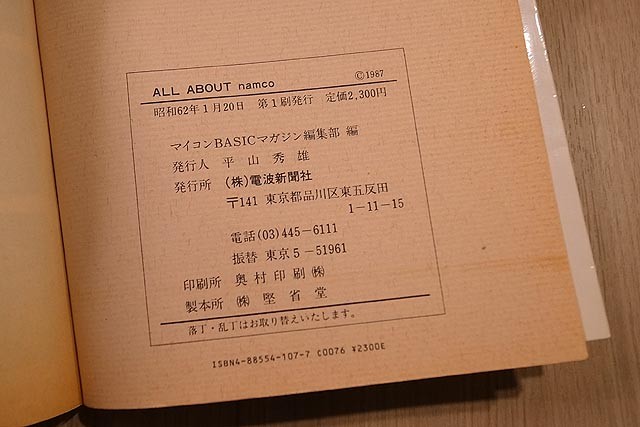 ALL ABOUT namco ©1987
昭和62年1月20日 第1刷発行 定価2,300円
マイコンBASICマガジン編集部 編
発行人 平山秀雄
発行所 (株)電波新聞社
〒141 東京都品川区東五反田
1-11-15
電話(03)445-6111
振替 東京5-51961
印刷所 奥村印刷㈱
製本所 ㈱ 堅省堂
落丁・乱丁はお取り替えいたします。
ISBN4-88554-107-7 C0076 ¥2300E